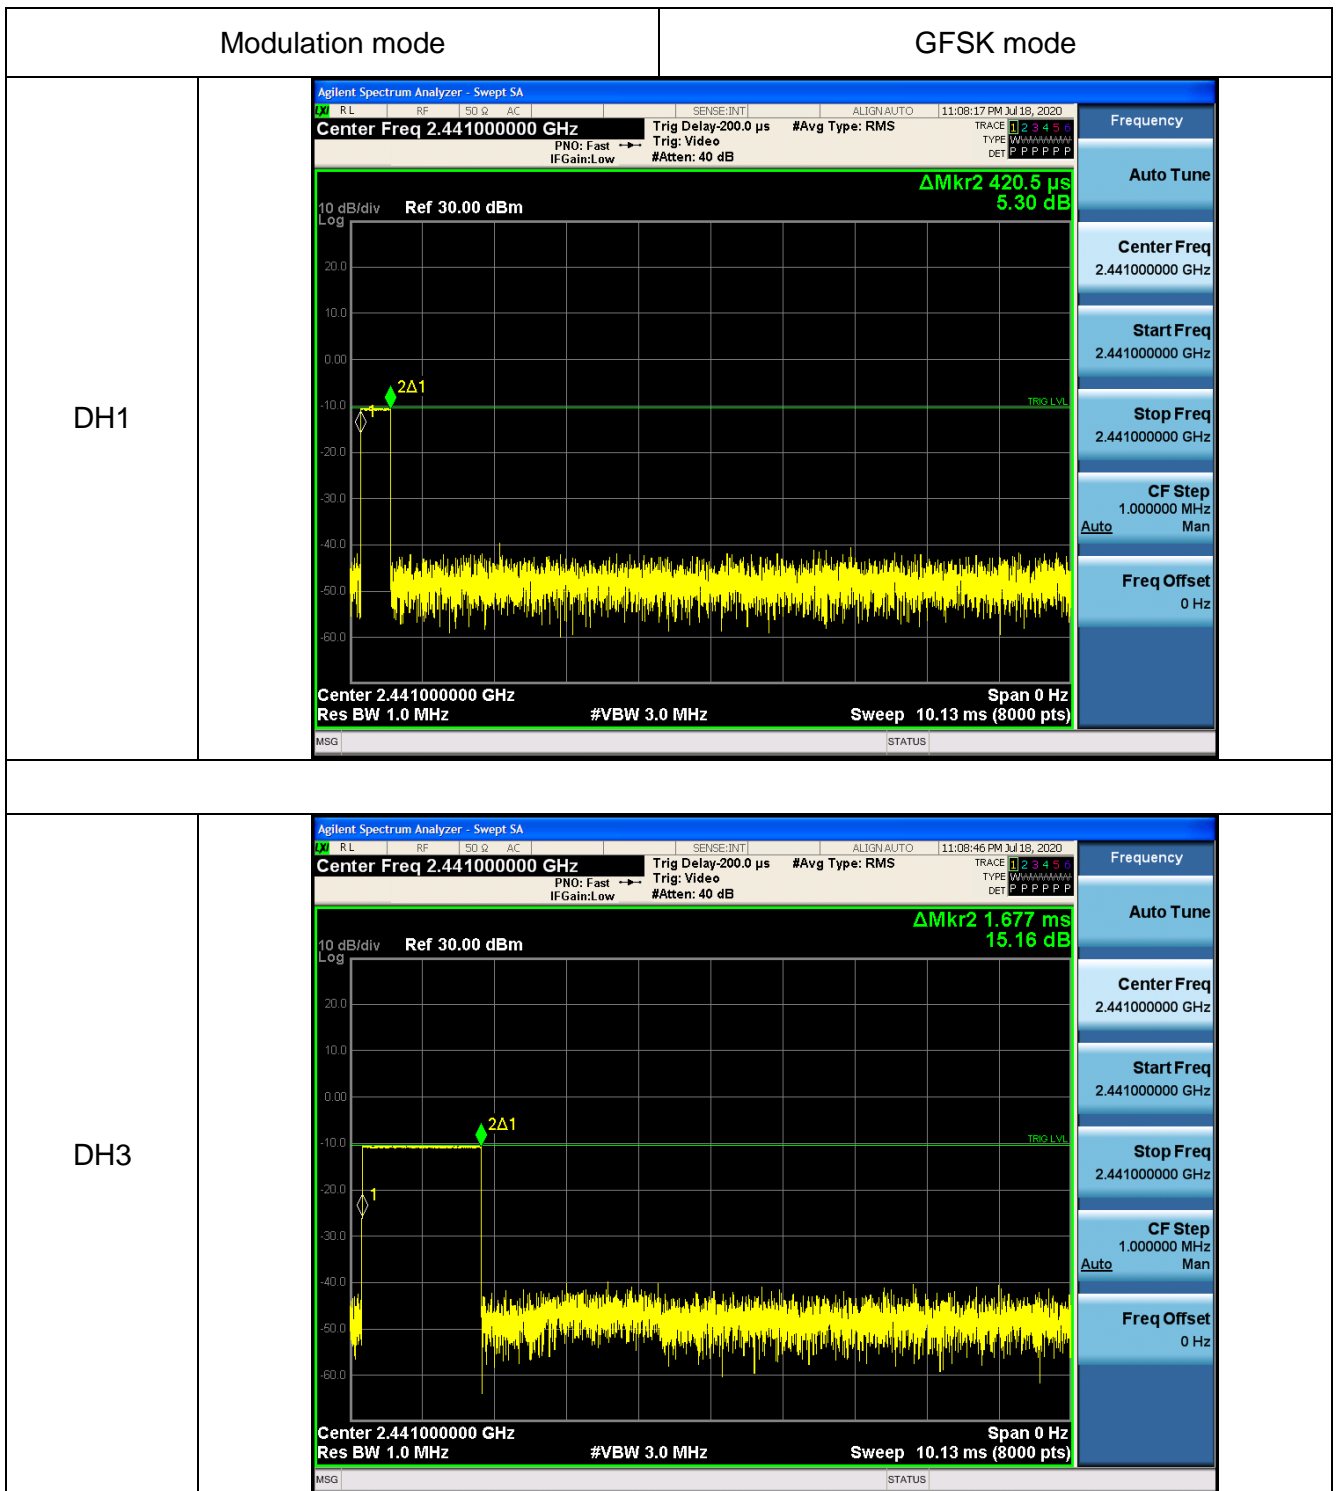 Modulation mode
GFSK mode
DH1
Agilent Spectrum Analyzer - Swept SA
LXI RL RF 50 Ω AC SENSE:INT ALIGN AUTO 11:08:17 PM Jul 18, 2020
Center Freq 2.441000000 GHz
PNO: Fast
IFGain:Low
Trig Delay-200.0 µs
Trig: Video
#Atten: 40 dB
#Avg Type: RMS
TRACE 1 2 3 4 5 6
TYPE WWWWWW
DET P P P P P P
ΔMkr2 420.5 µs
5.30 dB
10 dB/div
Log
Ref 30.00 dBm
20.0
10.0
0.00
-10.0
-20.0
-30.0
-40.0
-50.0
-60.0
2Δ1
1
TRIG LVL
Center 2.441000000 GHz
Span 0 Hz
Res BW 1.0 MHz
#VBW 3.0 MHz
Sweep 10.13 ms (8000 pts)
MSG
STATUS
Frequency
Auto Tune
Center Freq
2.441000000 GHz
Start Freq
2.441000000 GHz
Stop Freq
2.441000000 GHz
CF Step
1.000000 MHz
Auto Man
Freq Offset
0 Hz
DH3
Agilent Spectrum Analyzer - Swept SA
LXI RL RF 50 Ω AC SENSE:INT ALIGN AUTO 11:08:46 PM Jul 18, 2020
Center Freq 2.441000000 GHz
PNO: Fast
IFGain:Low
Trig Delay-200.0 µs
Trig: Video
#Atten: 40 dB
#Avg Type: RMS
TRACE 1 2 3 4 5 6
TYPE WWWWWW
DET P P P P P P
ΔMkr2 1.677 ms
15.16 dB
10 dB/div
Log
Ref 30.00 dBm
20.0
10.0
0.00
-10.0
-20.0
-30.0
-40.0
-50.0
-60.0
2Δ1
1
TRIG LVL
Center 2.441000000 GHz
Span 0 Hz
Res BW 1.0 MHz
#VBW 3.0 MHz
Sweep 10.13 ms (8000 pts)
MSG
STATUS
Frequency
Auto Tune
Center Freq
2.441000000 GHz
Start Freq
2.441000000 GHz
Stop Freq
2.441000000 GHz
CF Step
1.000000 MHz
Auto Man
Freq Offset
0 Hz